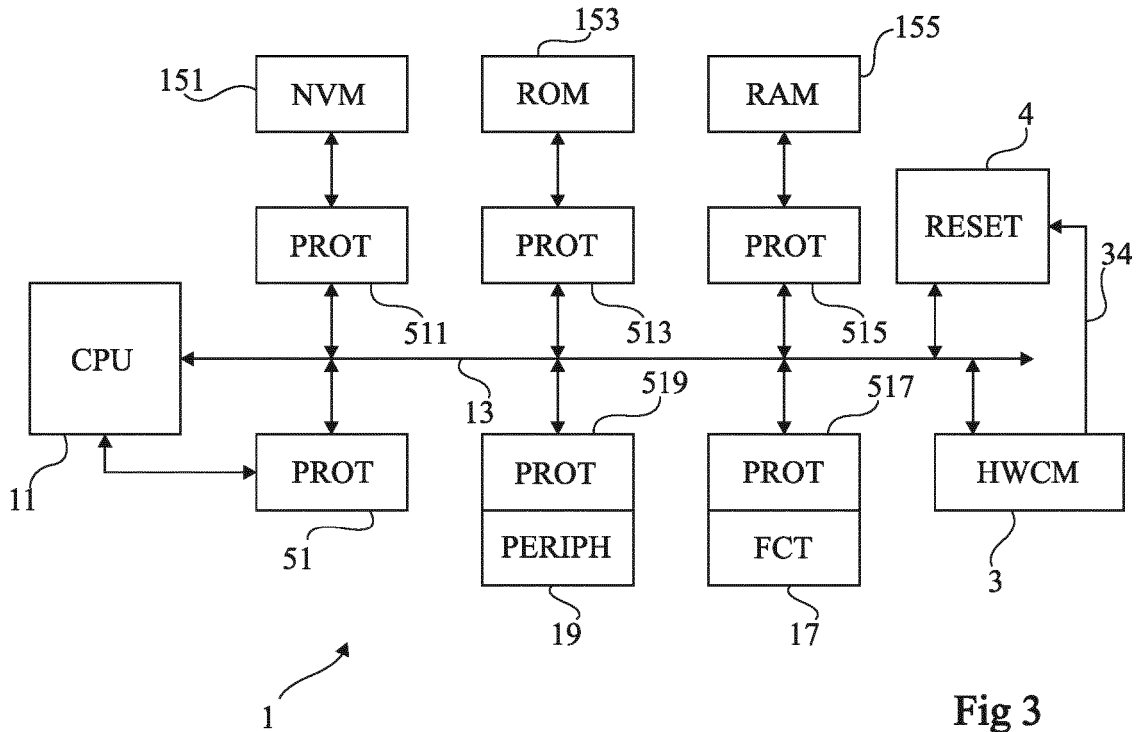 153
155
151
NVM
ROM
RAM
4
PROT
PROT
PROT
RESET
34
511
513
515
CPU
13
519
517
11
PROT
PROT
PROT
HWCM
51
PERIPH
FCT
3
19
17
1
Fig 3